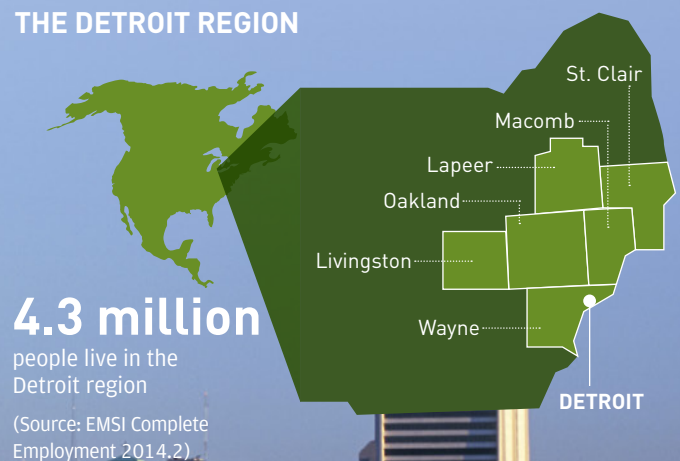 THE DETROIT REGION
St. Clair
Macomb
Lapeer
Oakland
Livingston
Wayne
DETROIT
4.3 million
people live in the
Detroit region
(Source: EMSI Complete
Employment 2014.2)